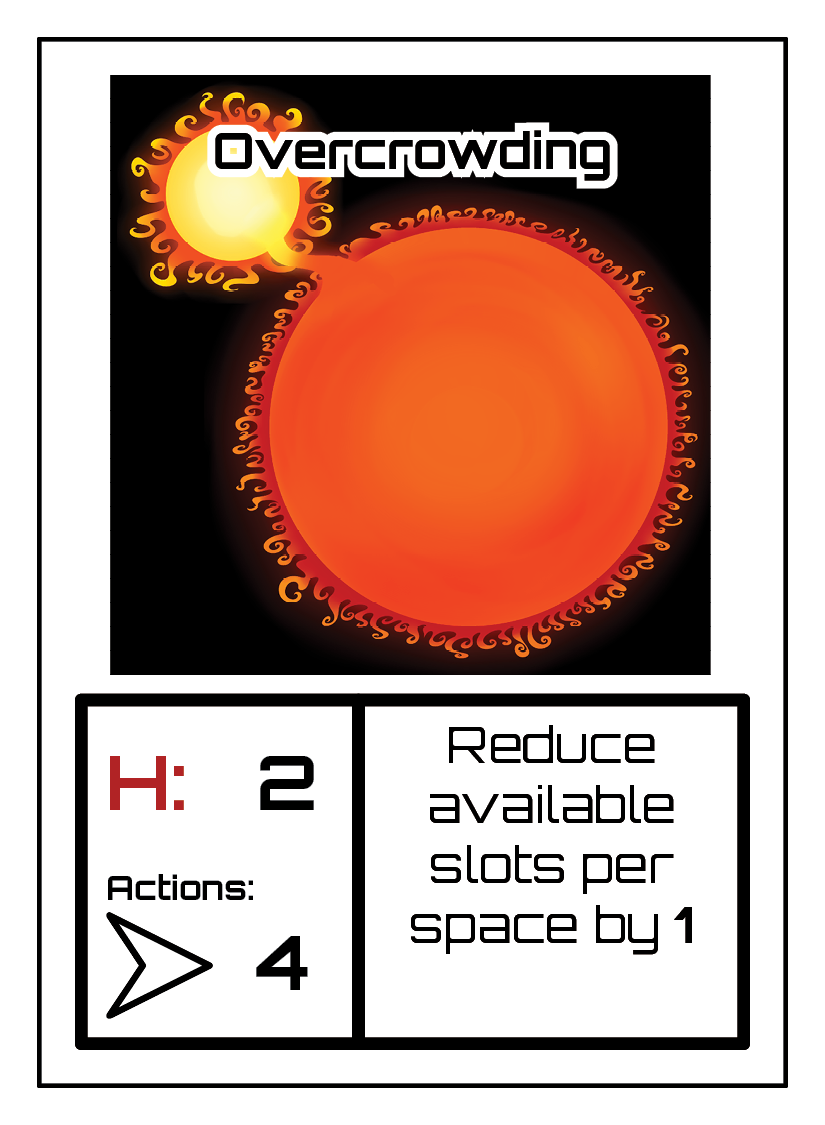 Overcrowding
H: 2
Actions:
4
Reduce
available
slots per
space by 1